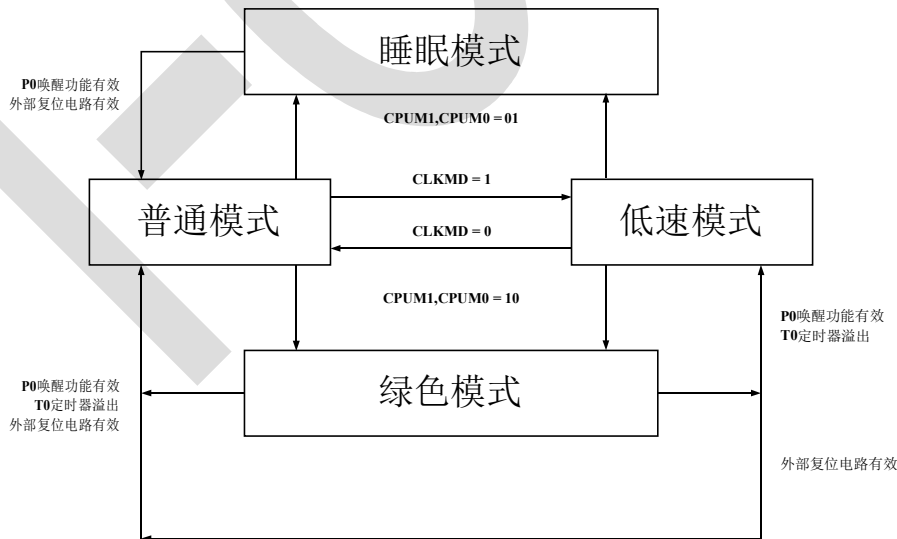 睡眠模式
P0唤醒功能有效
外部复位电路有效
CPUM1,CPUM0 = 01
CLKMD = 1
普通模式
低速模式
CLKMD = 0
CPUM1,CPUM0 = 10
P0唤醒功能有效
T0定时器溢出
绿色模式
P0唤醒功能有效
T0定时器溢出
外部复位电路有效
外部复位电路有效